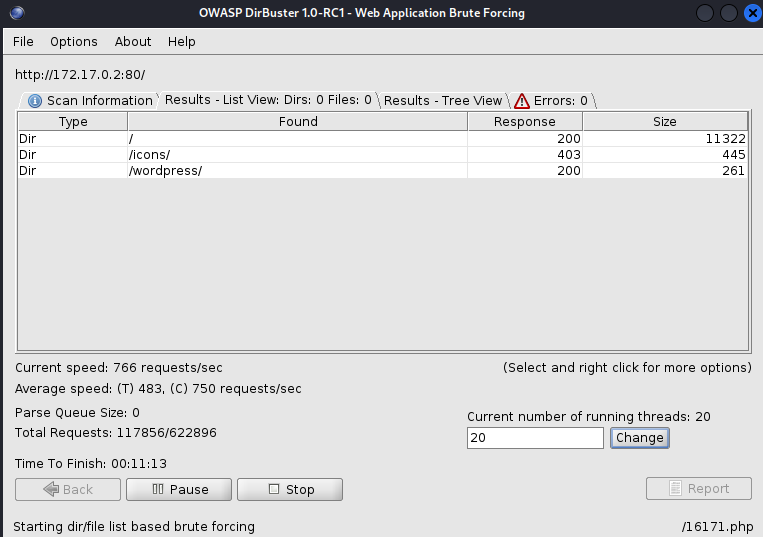 OWASP DirBuster 1.0-RC1 - Web Application Brute Forcing
File Options About Help
http://172.17.0.2:80/
Scan Information Results - List View: Dirs: 0 Files: 0 Results - Tree View Errors: 0
Type Found Response Size
Dir / 200 11322
Dir /icons/ 403 445
Dir /wordpress/ 200 261
Current speed: 766 requests/sec (Select and right click for more options)
Average speed: (T) 483, (C) 750 requests/sec
Parse Queue Size: 0 Current number of running threads: 20
Total Requests: 117856/622896 20 Change
Time To Finish: 00:11:13
Back Pause Stop Report
Starting dir/file list based brute forcing /16171.php